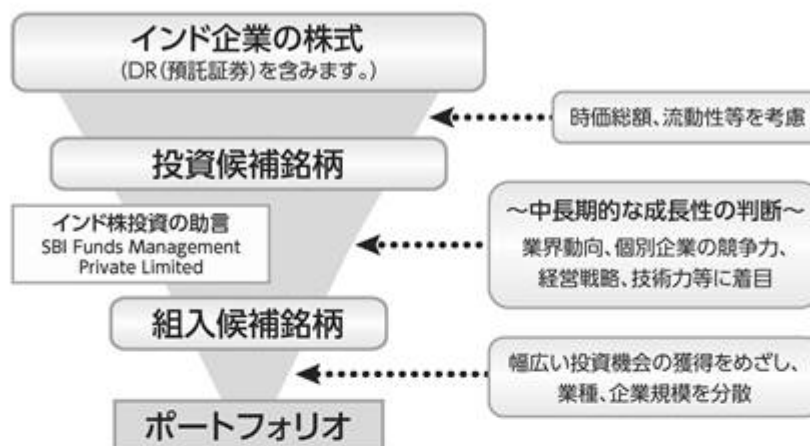 インド企業の株式
(DR(預託証券)を含みます。)
時価総額、流動性等を考慮
投資候補銘柄
インド株投資の助言
SBI Funds Management
Private Limited
～中長期的な成長性の判断～
業界動向、個別企業の競争力、
経営戦略、技術力等に着目
組入候補銘柄
幅広い投資機会の獲得をめざし、
業種、企業規模を分散
ポートフォリオ